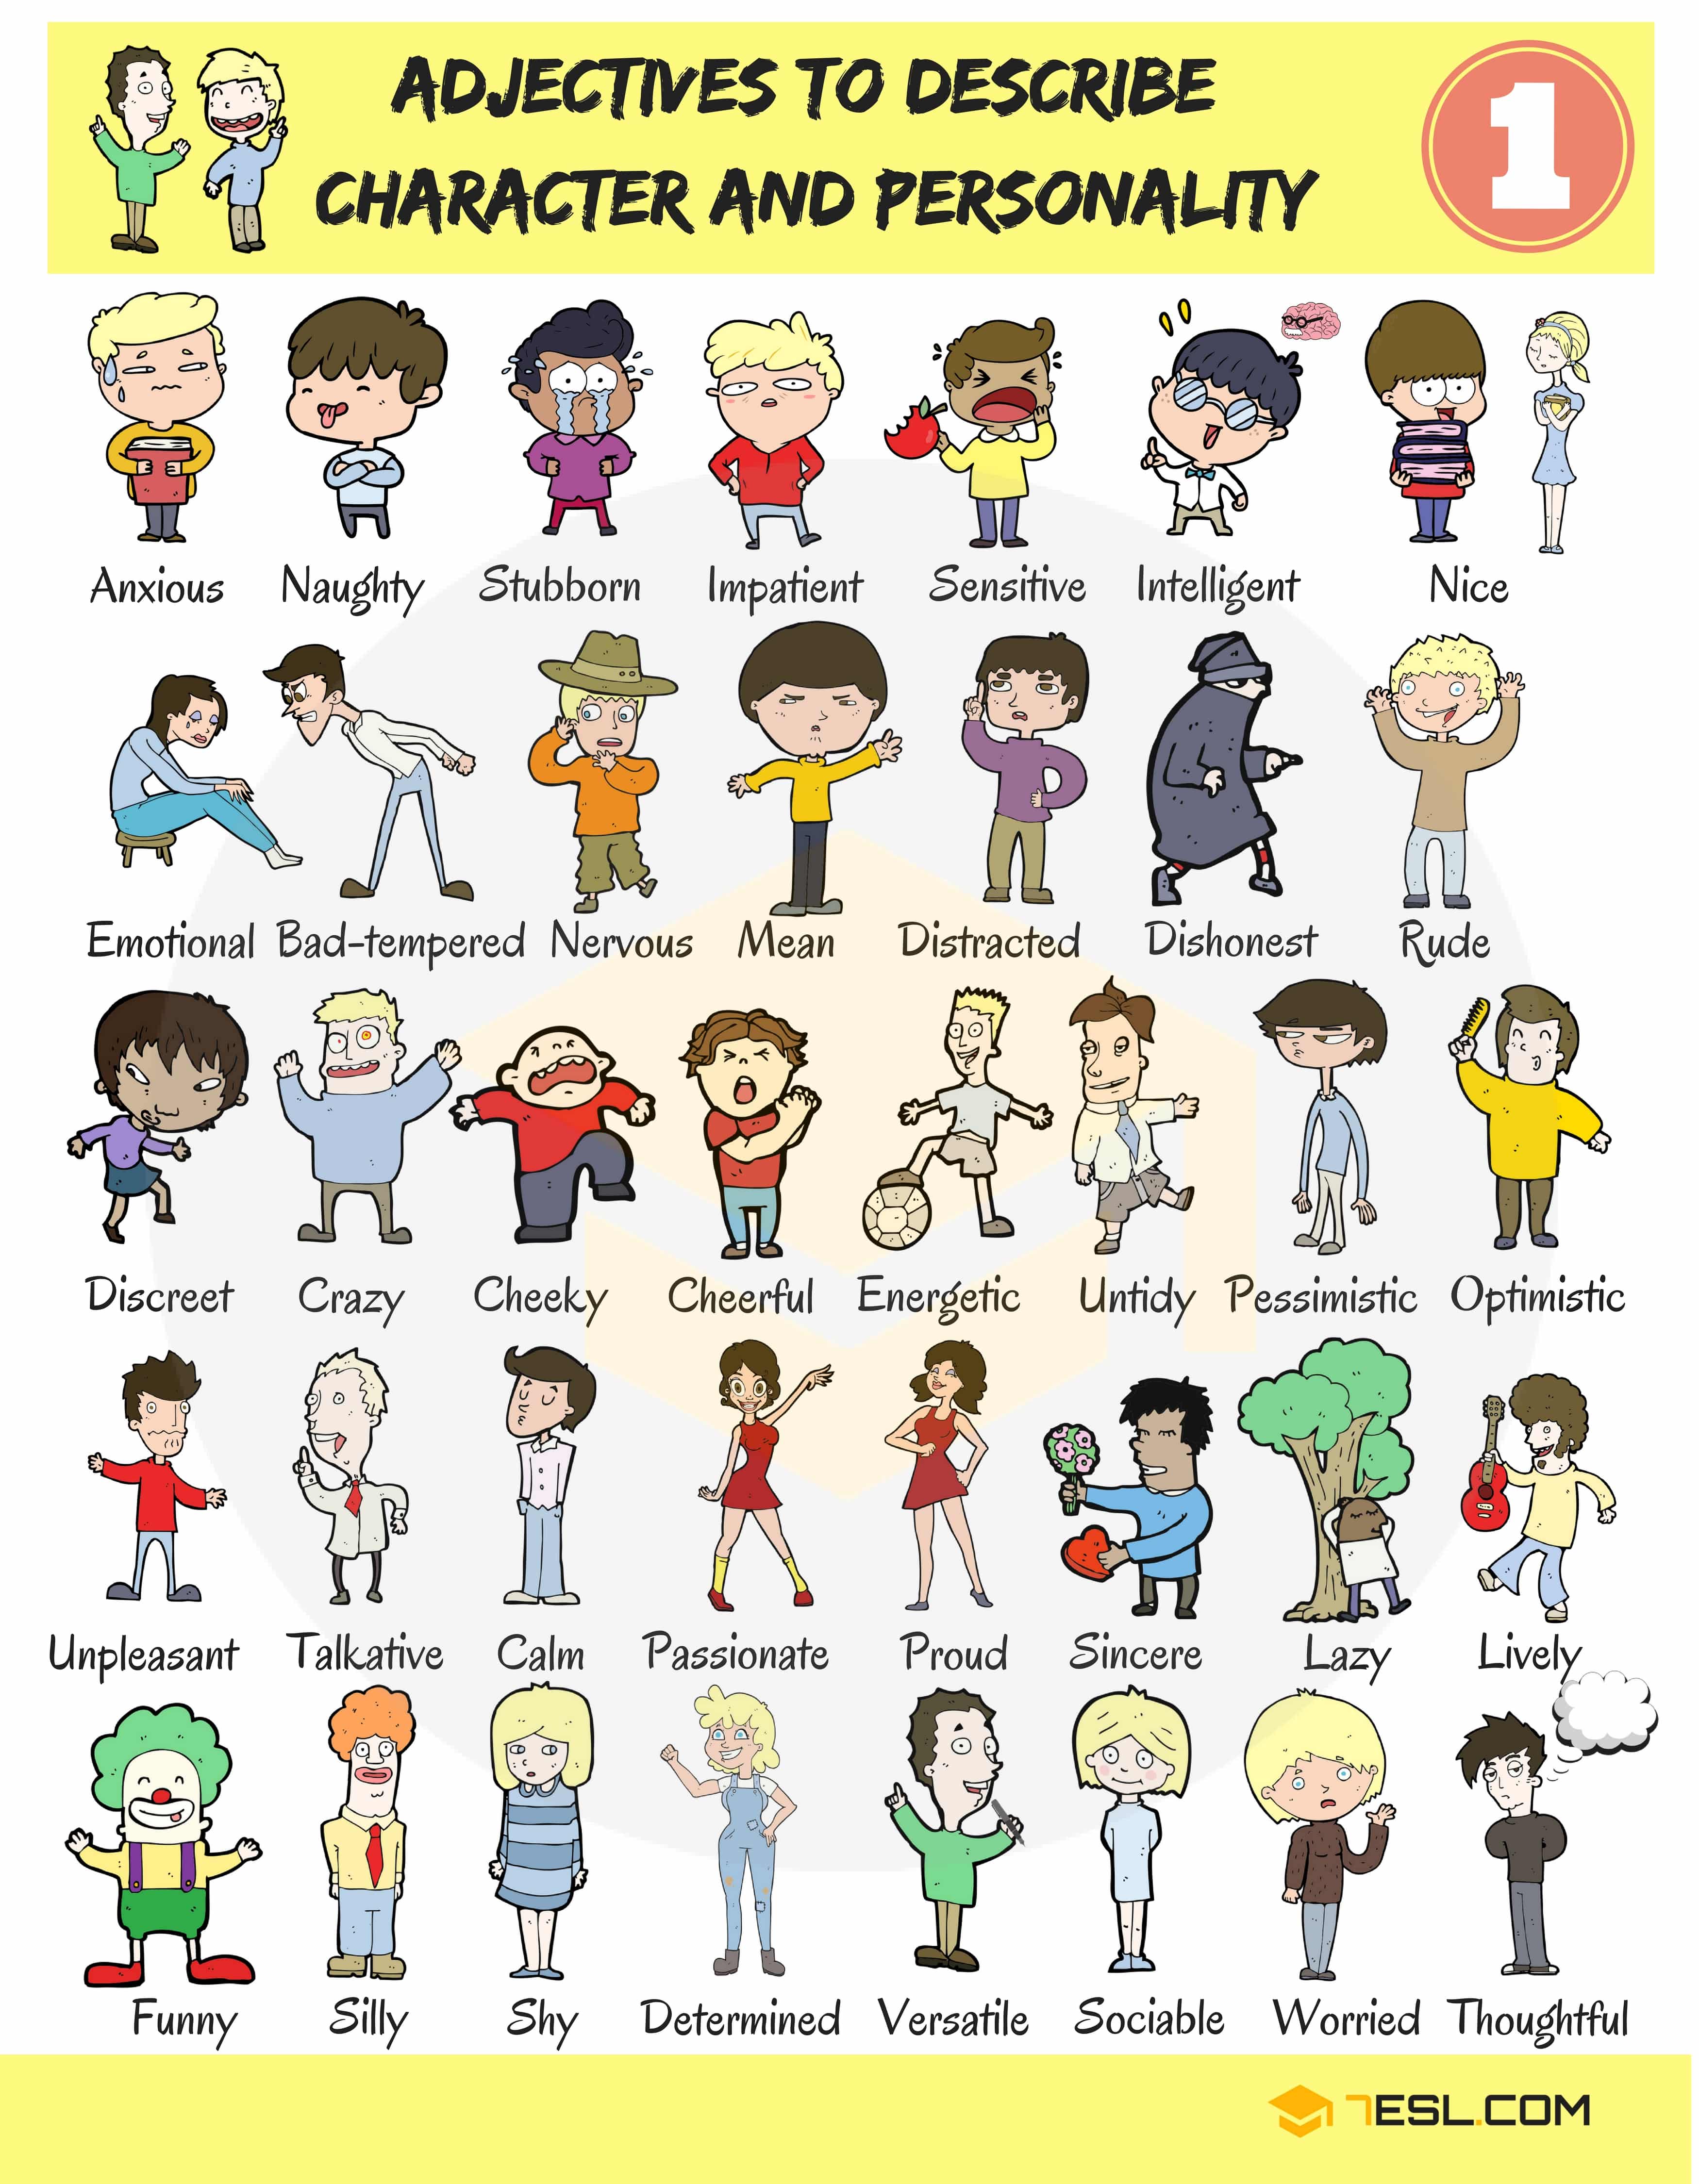 ADJECTIVES TO DESCRIBE
CHARACTER AND PERSONALITY
1
Anxious Naughty Stubborn Impatient Sensitive Intelligent Nice
Emotional Bad-tempered Nervous Mean Distracted Dishonest Rude
Discreet Crazy Cheeky Cheerful Energetic Untidy Pessimistic Optimistic
Unpleasant Talkative Calm Passionate Proud Sincere Lazy Lively
Funny Silly Shy Determined Versatile Sociable Worried Thoughtful
7ESL.COM